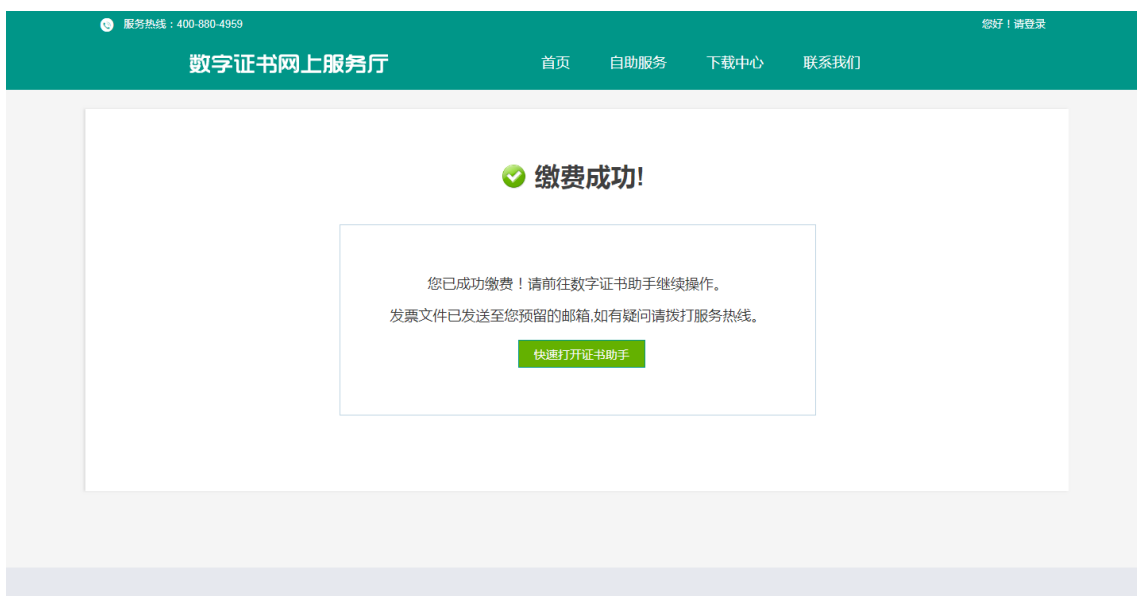 服务热线：400-880-4959
您好！请登录
数字证书网上服务厅
首页 自助服务 下载中心 联系我们
缴费成功!
您已成功缴费！请前往数字证书助手继续操作。
发票文件已发送至您预留的邮箱,如有疑问请拨打服务热线。
快速打开证书助手